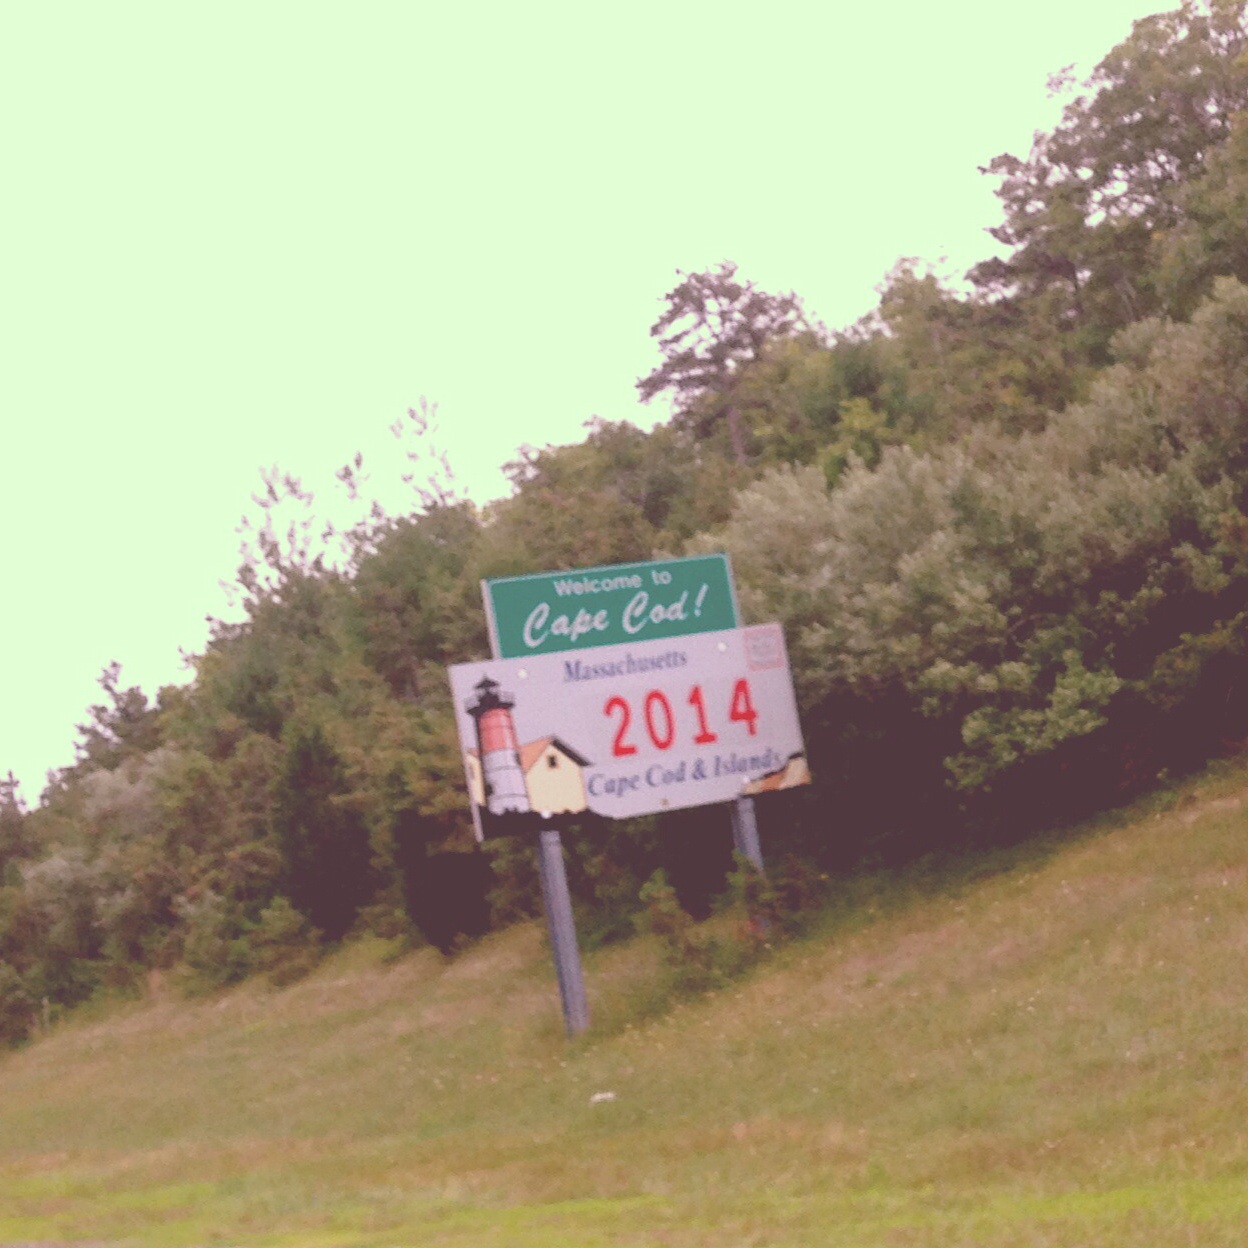 Welcome to
Cape Cod!
Massachusetts
2014
Cape Cod & Islands